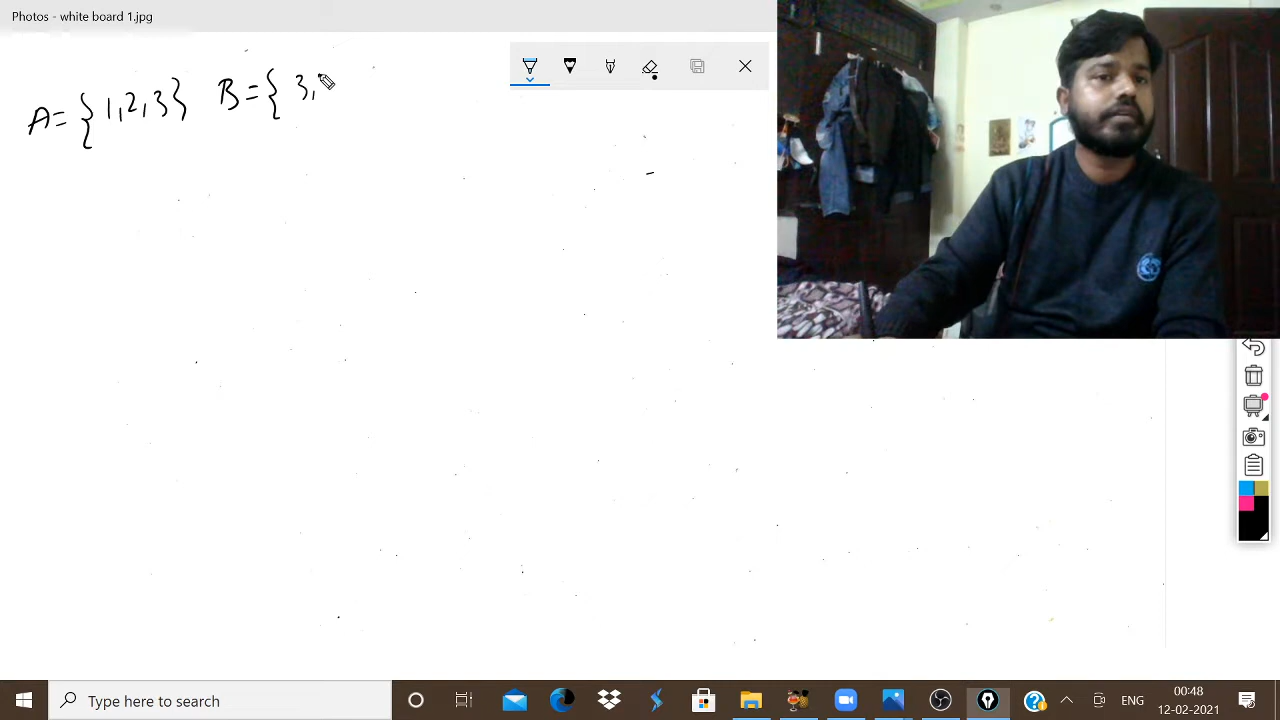 Photos - white board 1.jpg
A={1,2,3} B={ 3,
Type here to search
ENG
00:48
12-02-2021